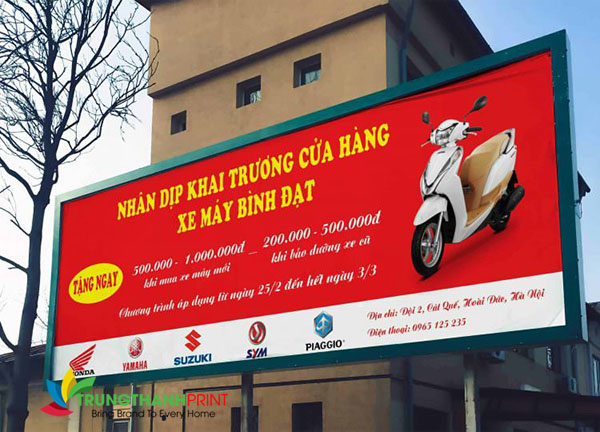 NHÂN DỊP KHAI TRƯƠNG CỬA HÀNG
XE MÁY BÌNH ĐẠT
TẶNG NGAY
500.000 - 1.000.000đ
khi mua xe máy mới
200.000 - 500.000đ
khi bảo dưỡng xe cũ
Chương trình áp dụng từ ngày 25/2 đến hết ngày 3/3
Địa chỉ: Đội 2, Cát Quế, Hoài Đức, Hà Nội
Điện thoại: 0965 125 235
HONDA
YAMAHA
SUZUKI
SYM
PIAGGIO
TRUNGTHANHPRINT
Bring Brand To Every Home